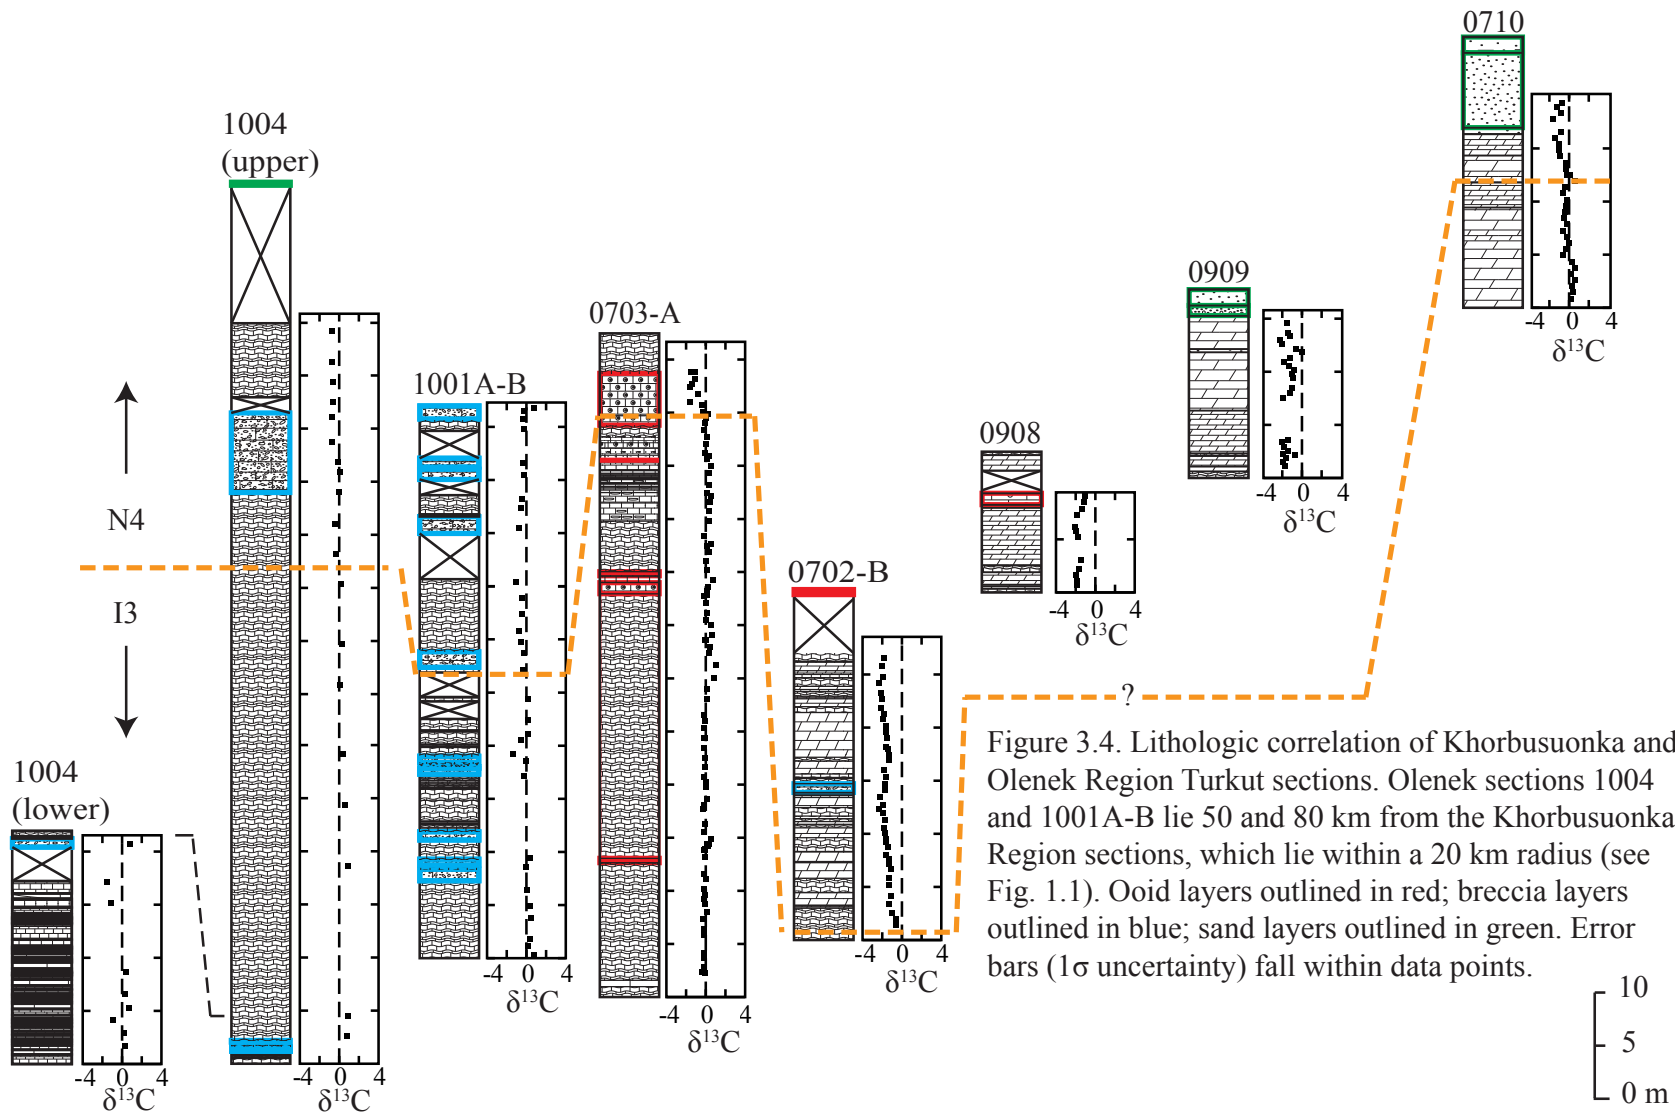 0710
1004
(upper)
0909
0703-A
1001A-B
0908
N4
0702-B
I3
?
1004
(lower)
-4 0 4
δ¹³C
-4 0 4
δ¹³C
-4 0 4
δ¹³C
-4 0 4
δ¹³C
-4 0 4
δ¹³C
-4 0 4
δ¹³C
-4 0 4
δ¹³C
-4 0 4
δ¹³C
-4 0 4
δ¹³C
Figure 3.4. Lithologic correlation of Khorbusuonka and
Olenek Region Turkut sections. Olenek sections 1004
and 1001A-B lie 50 and 80 km from the Khorbusuonka
Region sections, which lie within a 20 km radius (see
Fig. 1.1). Ooid layers outlined in red; breccia layers
outlined in blue; sand layers outlined in green. Error
bars (1σ uncertainty) fall within data points.
10
5
0 m